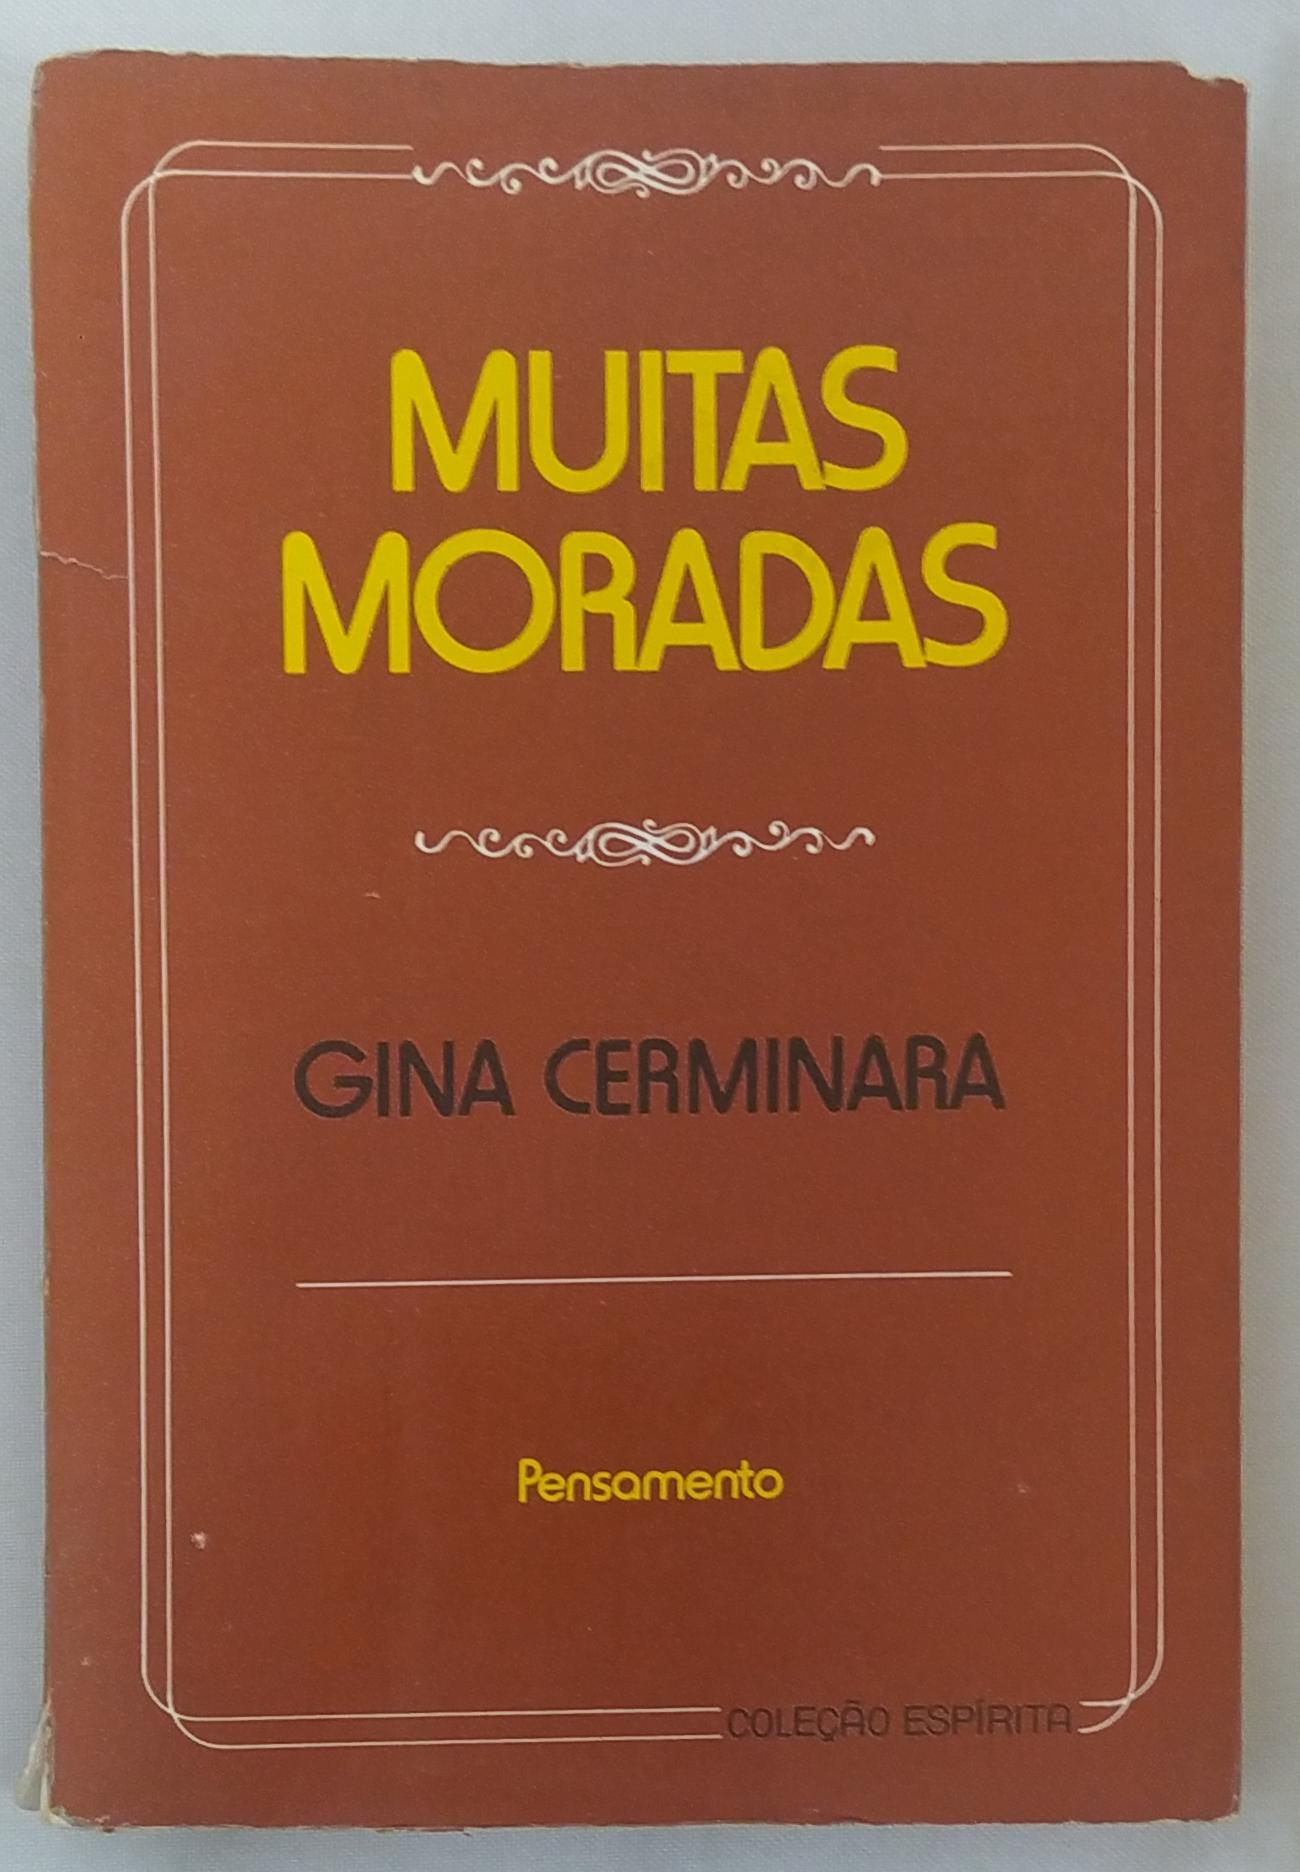 MUITAS
MORADAS
GINA CERMINARA
Pensamento
COLEÇÃO ESPÍRITA